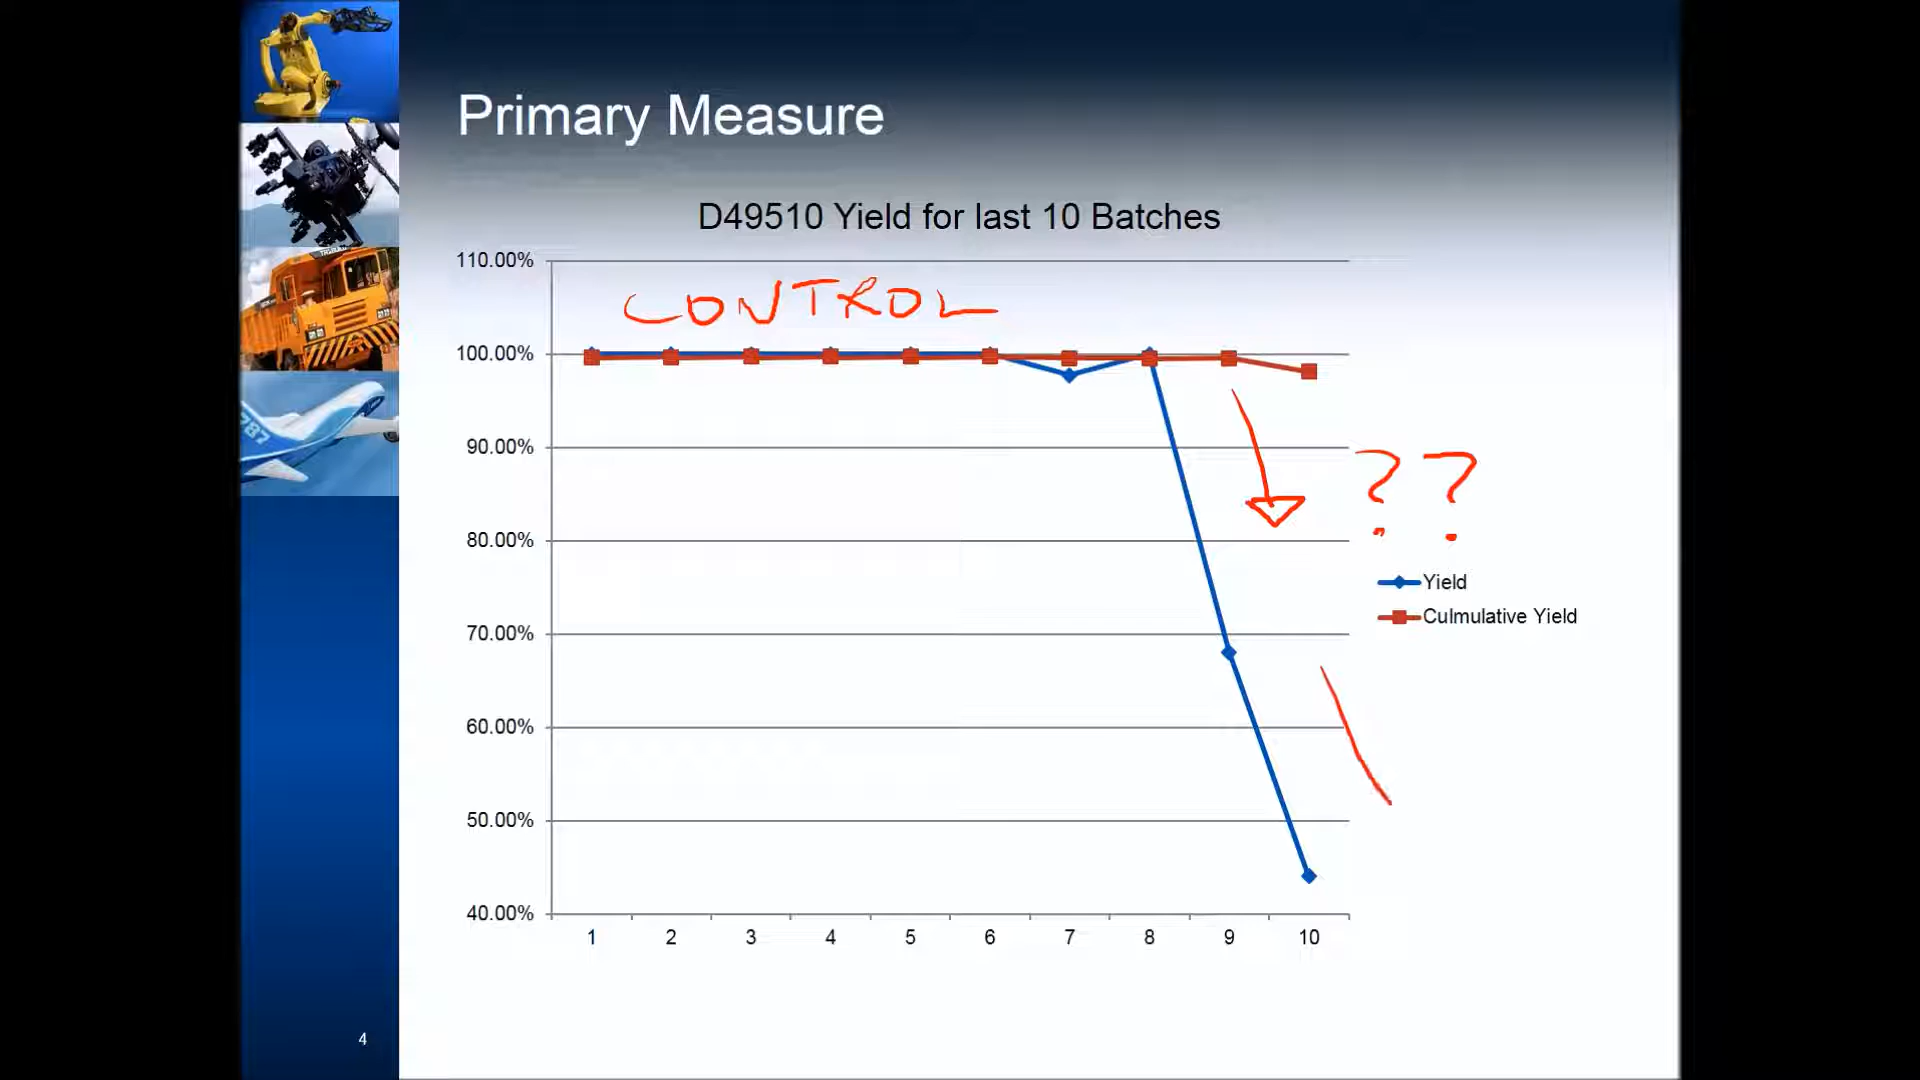 Primary Measure
D49510 Yield for last 10 Batches
110.00%
CONTROL
100.00%
90.00%
? ?
80.00%
Yield
Culmulative Yield
70.00%
60.00%
50.00%
40.00%
1 2 3 4 5 6 7 8 9 10
787
4